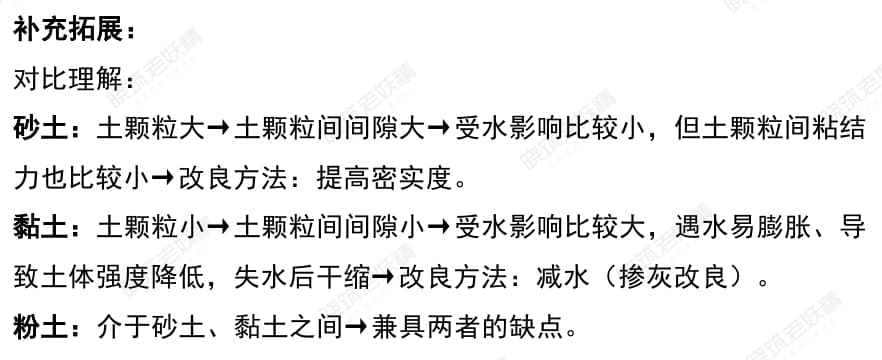 补充拓展：
对比理解：
砂土：土颗粒大→土颗粒间间隙大→受水影响比较小，但土颗粒间粘结
力也比较小→改良方法：提高密实度。
黏土：土颗粒小→土颗粒间间隙小→受水影响比较大，遇水易膨胀、导
致土体强度降低，失水后干缩→改良方法：减水（掺灰改良）。
粉土：介于砂土、黏土之间→兼具两者的缺点。